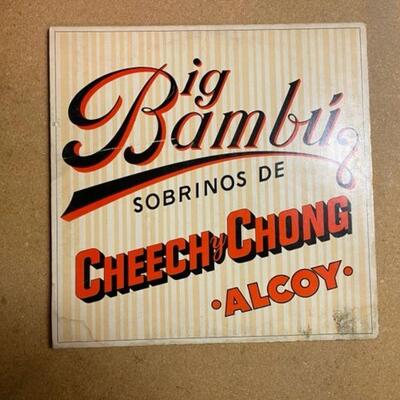 Big
Bambú
SOBRINOS DE
CHEECH y CHONG
• ALCOY •